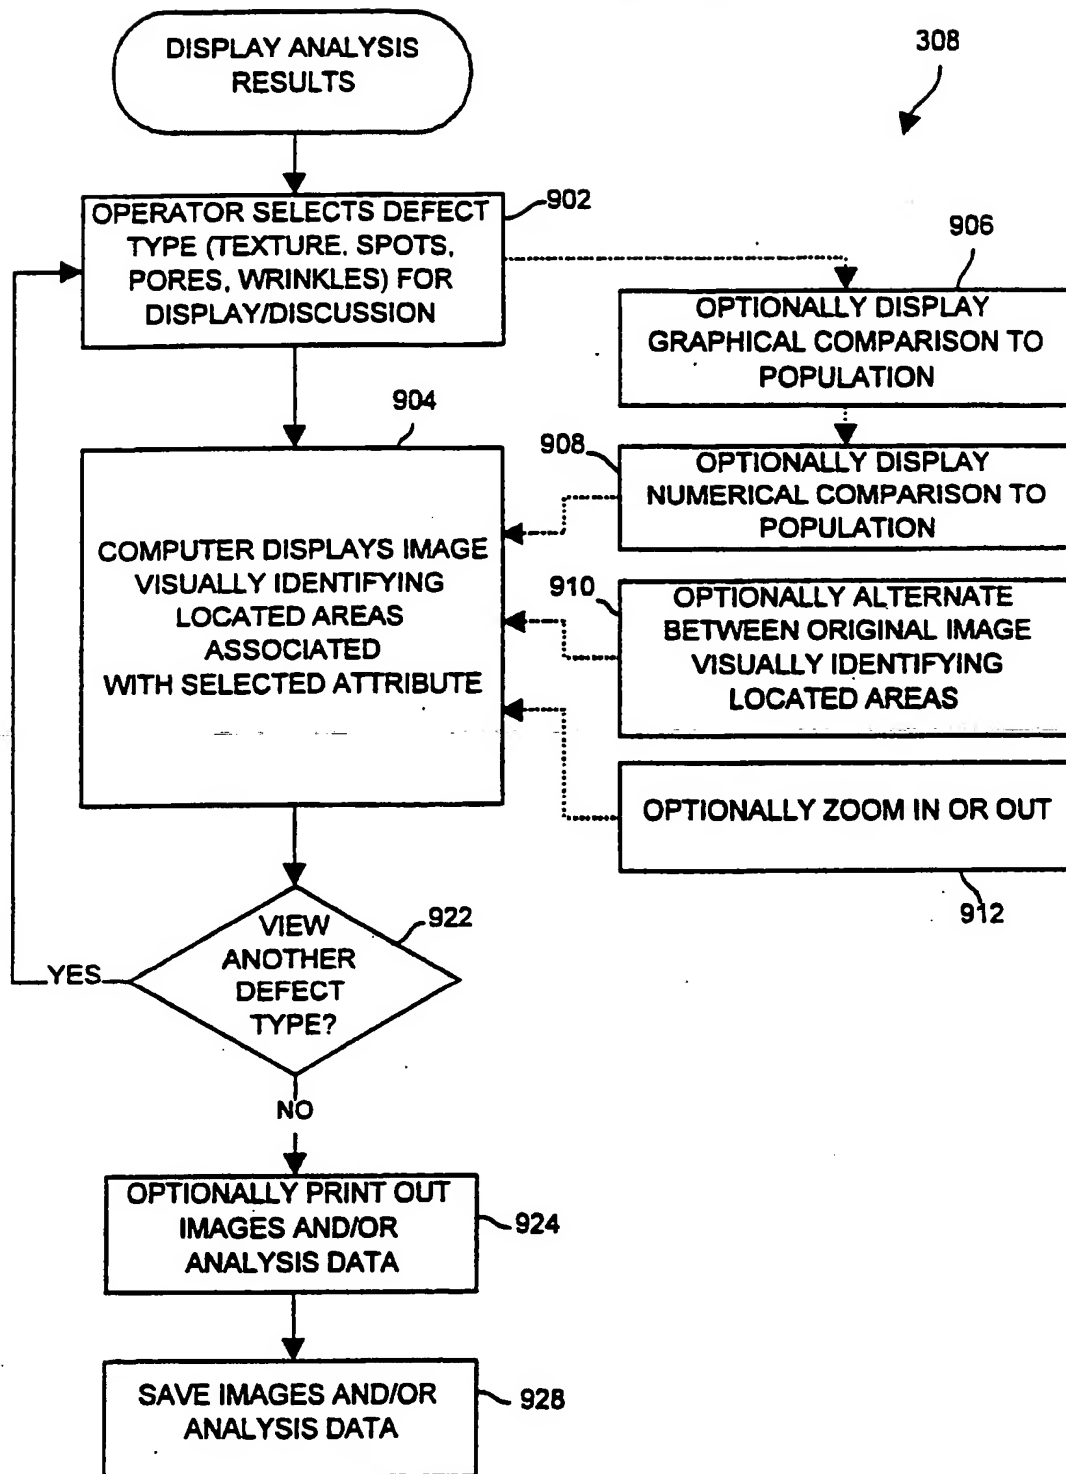 DISPLAY ANALYSIS
RESULTS
308
OPERATOR SELECTS DEFECT
TYPE (TEXTURE. SPOTS,
PORES, WRINKLES) FOR
DISPLAY/DISCUSSION
902
906
OPTIONALLY DISPLAY
GRAPHICAL COMPARISON TO
POPULATION
904
COMPUTER DISPLAYS IMAGE
VISUALLY IDENTIFYING
LOCATED AREAS
ASSOCIATED
WITH SELECTED ATTRIBUTE
908
OPTIONALLY DISPLAY
NUMERICAL COMPARISON TO
POPULATION
910
OPTIONALLY ALTERNATE
BETWEEN ORIGINAL IMAGE
VISUALLY IDENTIFYING
LOCATED AREAS
OPTIONALLY ZOOM IN OR OUT
912
VIEW
ANOTHER
DEFECT
TYPE?
922
YES
NO
OPTIONALLY PRINT OUT
IMAGES AND/OR
ANALYSIS DATA
924
SAVE IMAGES AND/OR
ANALYSIS DATA
928